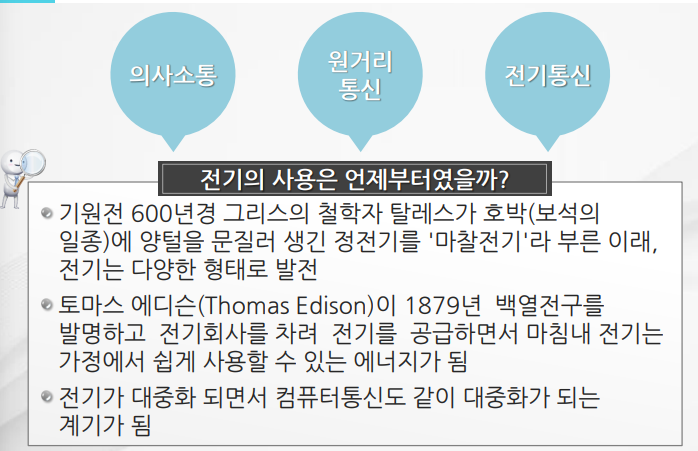 의사소통
원거리
통신
전기통신
전기의 사용은 언제부터였을까?
기원전 600년경 그리스의 철학자 탈레스가 호박(보석의
일종)에 양털을 문질러 생긴 정전기를 '마찰전기'라 부른 이래,
전기는 다양한 형태로 발전
토마스 에디슨(Thomas Edison)이 1879년 백열전구를
발명하고 전기회사를 차려 전기를 공급하면서 마침내 전기는
가정에서 쉽게 사용할 수 있는 에너지가 됨
전기가 대중화 되면서 컴퓨터통신도 같이 대중화가 되는
계기가 됨